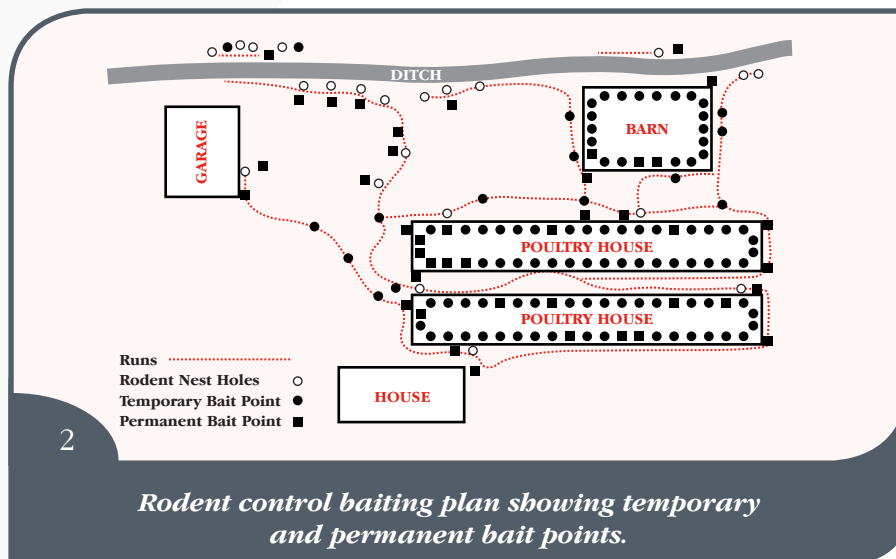 DITCH
GARAGE
BARN
POULTRY HOUSE
POULTRY HOUSE
HOUSE
Runs
Rodent Nest Holes
Temporary Bait Point
Permanent Bait Point
2
Rodent control baiting plan showing temporary
and permanent bait points.